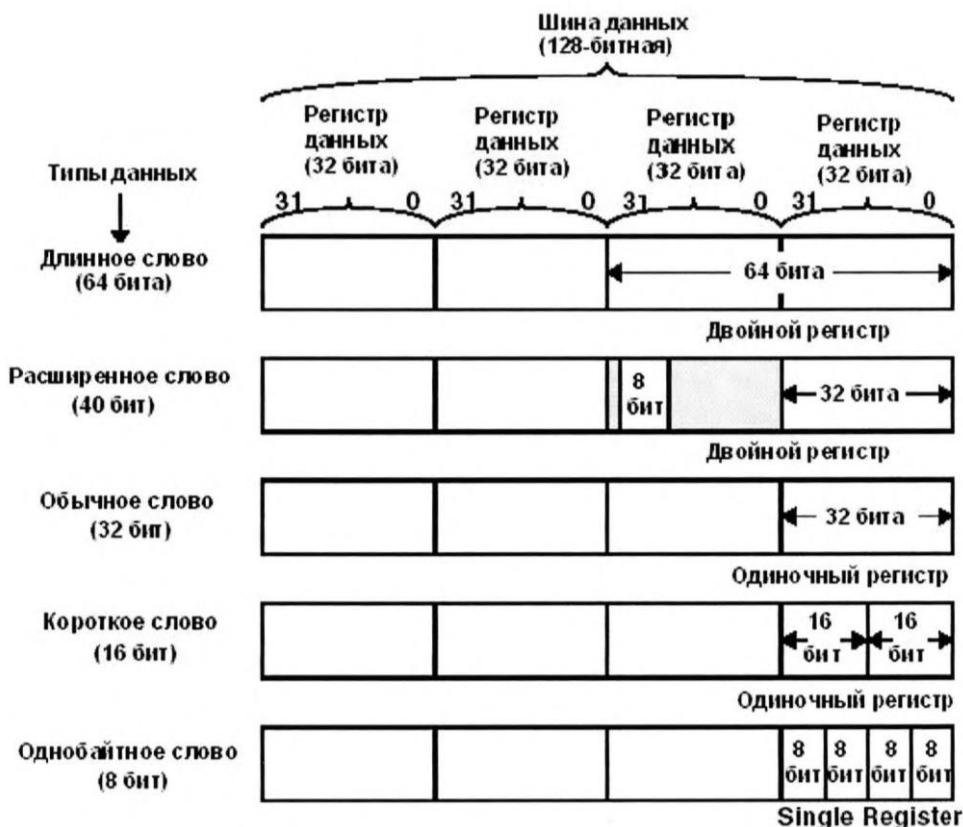 Шина данных
(128-битная)
Регистр данных (32 бита)
Регистр данных (32 бита)
Регистр данных (32 бита)
Регистр данных (32 бита)
Типы данных
31 0 31 0 31 0 31 0
Длинное слово
(64 бита)
64 бита
Двойной регистр
Расширенное слово
(40 бит)
8 бит
32 бита
Двойной регистр
Обычное слово
(32 бит)
32 бита
Одиночный регистр
Короткое слово
(16 бит)
16 бит
16 бит
Одиночный регистр
Однобайтное слово
(8 бит)
8 бит
8 бит
8 бит
8 бит
Single Register